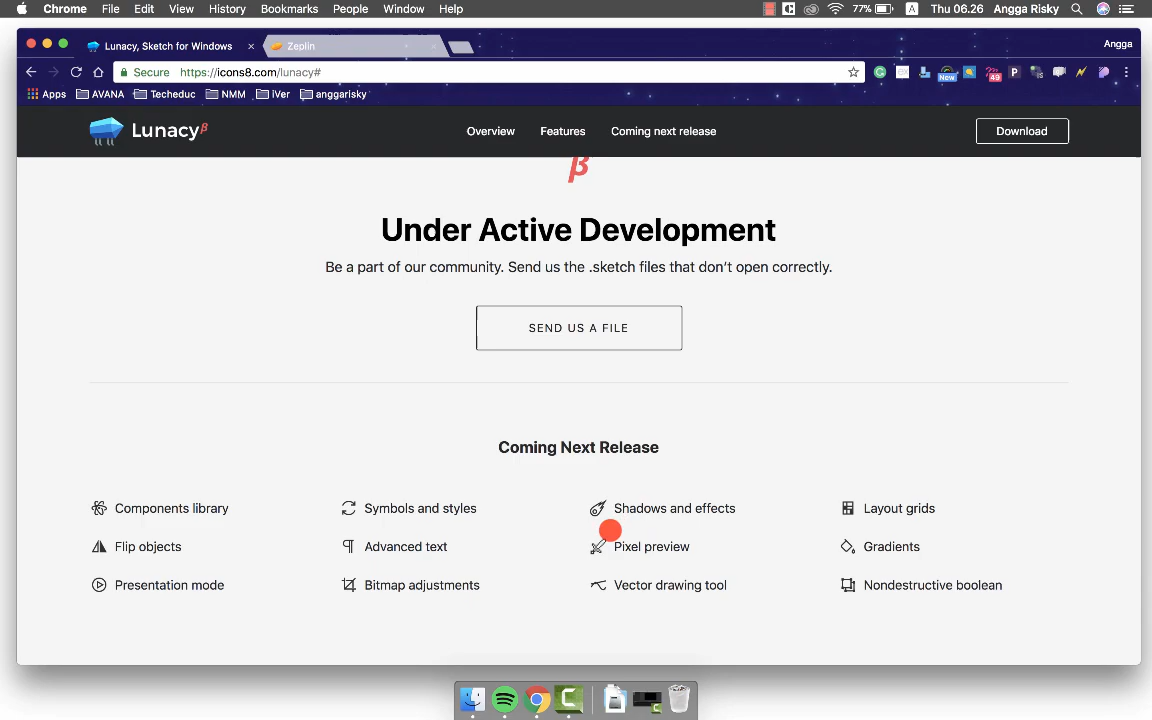 Chrome File Edit View History Bookmarks People Window Help 77% A Thu 06.26 Angga Risky
Lunacy, Sketch for Windows Zeplin Angga
Secure https://icons8.com/lunacy# New 49 P
Apps AVANA Techeduc NMM iVer anggarisky
Lunacy β Overview Features Coming next release Download
β
Under Active Development
Be a part of our community. Send us the .sketch files that don’t open correctly.
SEND US A FILE
Coming Next Release
Components library Symbols and styles Shadows and effects Layout grids
Flip objects Advanced text Pixel preview Gradients
Presentation mode Bitmap adjustments Vector drawing tool Nondestructive boolean